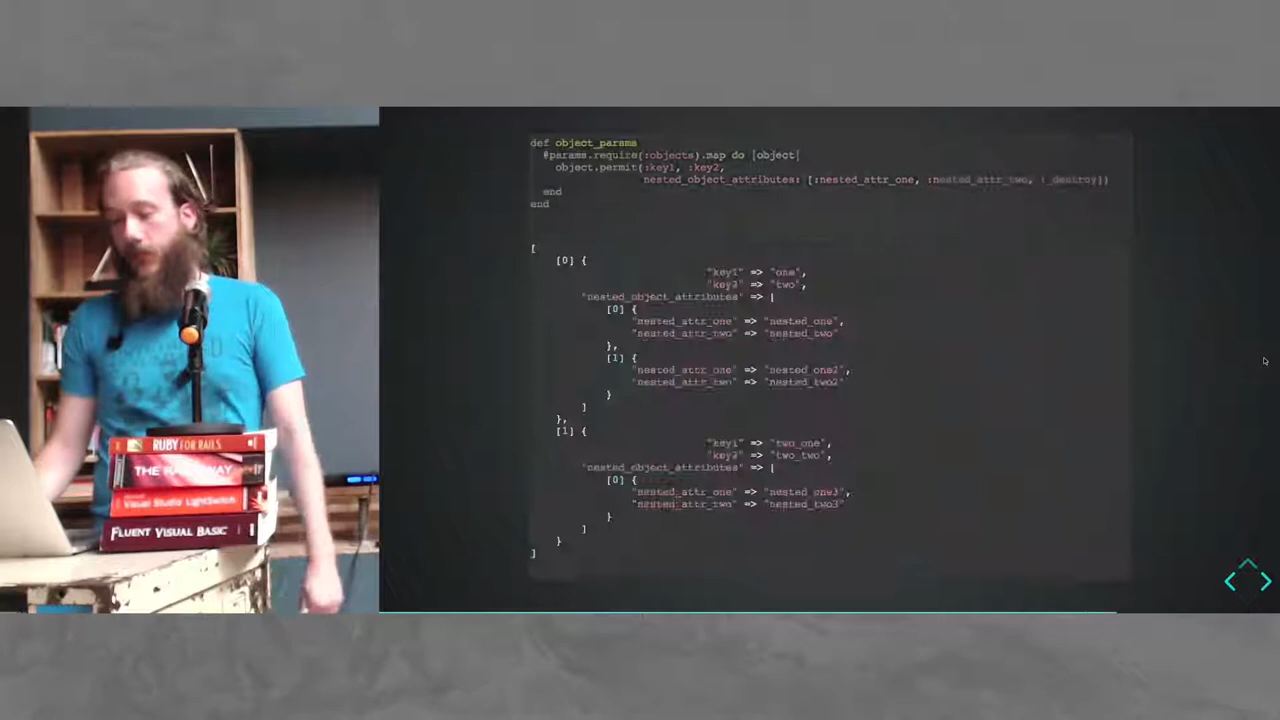 def object_params
#params.require(:objects).map do |object|
object.permit(:key1, :key2,
nested_object_attributes: [:nested_attr_one, :nested_attr_two, :_destroy])
end
end
[
[0] {
"key1" => "one",
"key2" => "two",
"nested_object_attributes" => [
[0] {
"nested_attr_one" => "nested_one",
"nested_attr_two" => "nested_two"
},
[1] {
"nested_attr_one" => "nested_one2",
"nested_attr_two" => "nested_two2"
}
]
},
[1] {
"key1" => "two_one",
"key2" => "two_two",
"nested_object_attributes" => [
[0] {
"nested_attr_one" => "nested_one3",
"nested_attr_two" => "nested_two3"
}
]
}
]
RUBY FOR RAILS
THE RAILS WAY
Visual Studio LightSwitch
FLUENT VISUAL BASIC